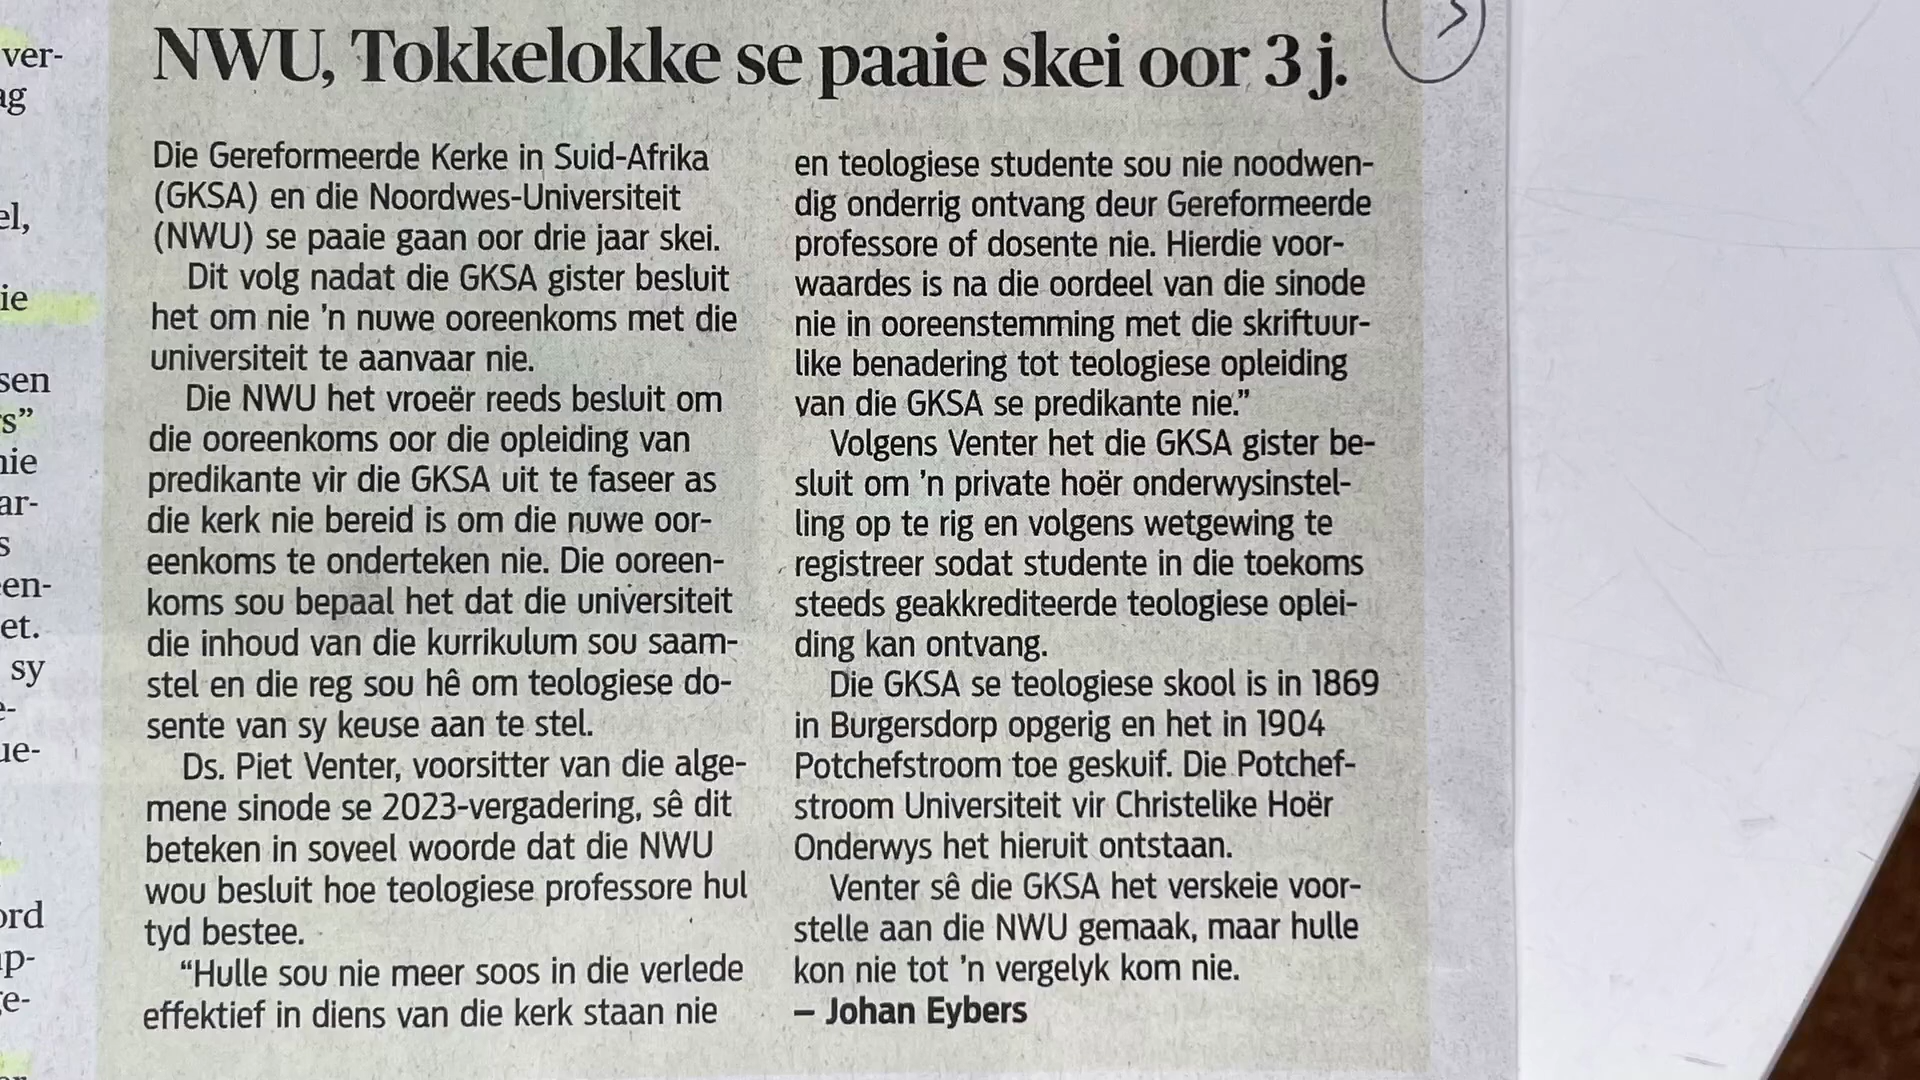 NWU, Tokkelokke se paaie skei oor 3 j.
Die Gereformeerde Kerke in Suid-Afrika
(GKSA) en die Noordwes-Universiteit
(NWU) se paaie gaan oor drie jaar skei.
Dit volg nadat die GKSA gister besluit
het om nie 'n nuwe ooreenkoms met die
universiteit te aanvaar nie.
Die NWU het vroeër reeds besluit om
die ooreenkoms oor die opleiding van
predikante vir die GKSA uit te faseer as
die kerk nie bereid is om die nuwe oor-
eenkoms te onderteken nie. Die ooreen-
koms sou bepaal het dat die universiteit
die inhoud van die kurrikulum sou saam-
stel en die reg sou hê om teologiese do-
sente van sy keuse aan te stel.
Ds. Piet Venter, voorsitter van die alge-
mene sinode se 2023-vergadering, sê dit
beteken in soveel woorde dat die NWU
wou besluit hoe teologiese professore hul
tyd bestee.
“Hulle sou nie meer soos in die verlede
effektief in diens van die kerk staan nie
en teologiese studente sou nie noodwen-
dig onderrig ontvang deur Gereformeerde
professore of dosente nie. Hierdie voor-
waardes is na die oordeel van die sinode
nie in ooreenstemming met die skriftuur-
like benadering tot teologiese opleiding
van die GKSA se predikante nie.”
Volgens Venter het die GKSA gister be-
sluit om 'n private hoër onderwysinstel-
ling op te rig en volgens wetgewing te
registreer sodat studente in die toekoms
steeds geakkrediteerde teologiese oplei-
ding kan ontvang.
Die GKSA se teologiese skool is in 1869
in Burgersdorp opgerig en het in 1904
Potchefstroom toe geskuif. Die Potchef-
stroom Universiteit vir Christelike Hoër
Onderwys het hieruit ontstaan.
Venter sê die GKSA het verskeie voor-
stelle aan die NWU gemaak, maar hulle
kon nie tot 'n vergelyk kom nie.
– Johan Eybers